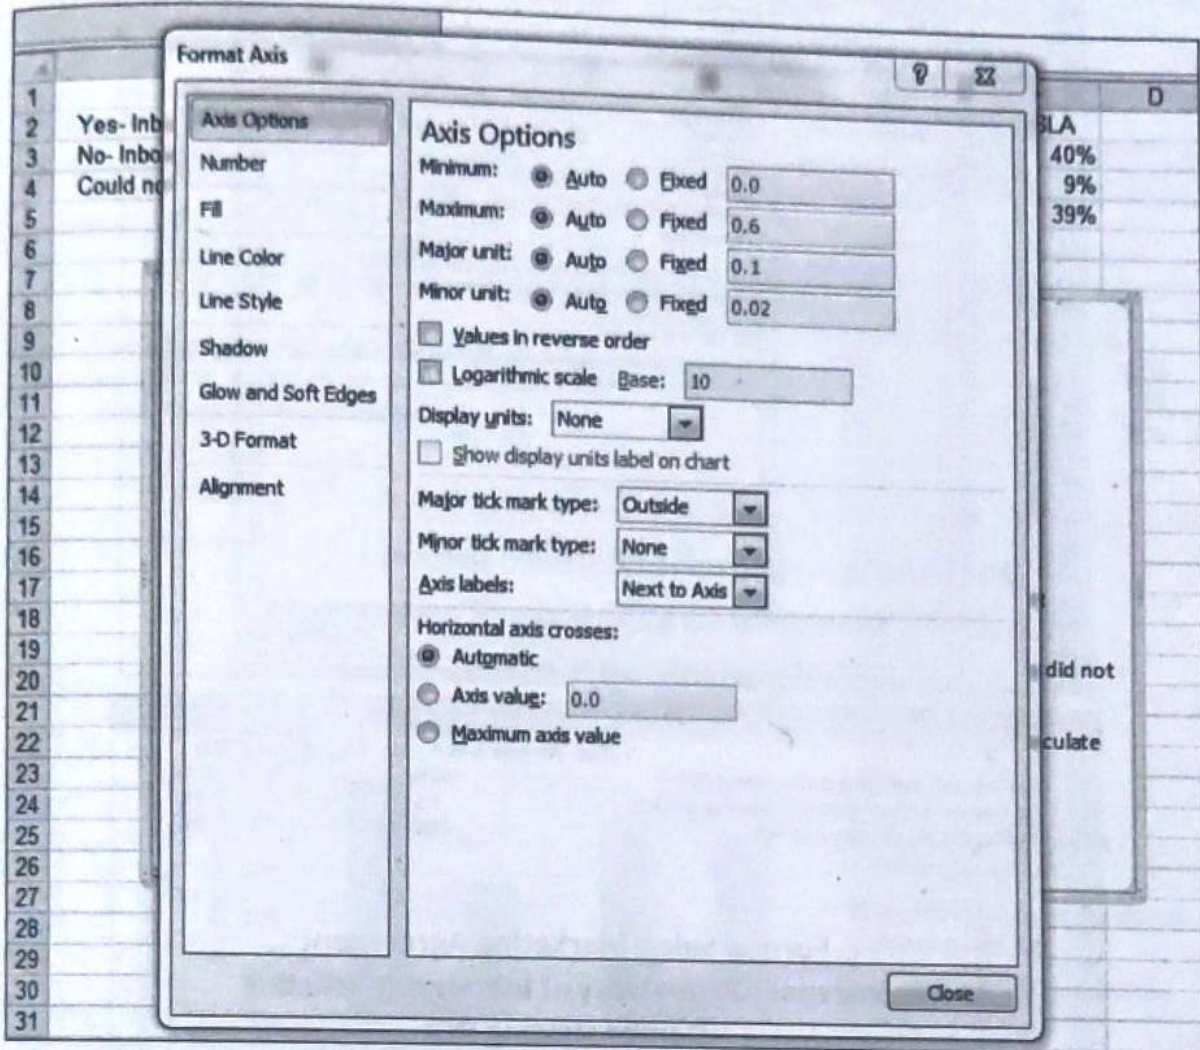 Format Axis
D
1
2 Yes- Inb SLA
3 No- Inbo 40%
4 Could no 9%
5 39%
6
7
8
9
10
11
12
13
14
15
16
17
18
19
20 did not
21
22 culate
23
24
25
26
27
28
29
30
31
Axis Options
Number
Fill
Line Color
Line Style
Shadow
Glow and Soft Edges
3-D Format
Alignment
Axis Options
Minimum: Auto Fixed 0.0
Maximum: Auto Fixed 0.6
Major unit: Auto Fixed 0.1
Minor unit: Auto Fixed 0.02
Values in reverse order
Logarithmic scale Base: 10
Display units: None
Show display units label on chart
Major tick mark type: Outside
Minor tick mark type: None
Axis labels: Next to Axis
Horizontal axis crosses:
Automatic
Axis value: 0.0
Maximum axis value
Close